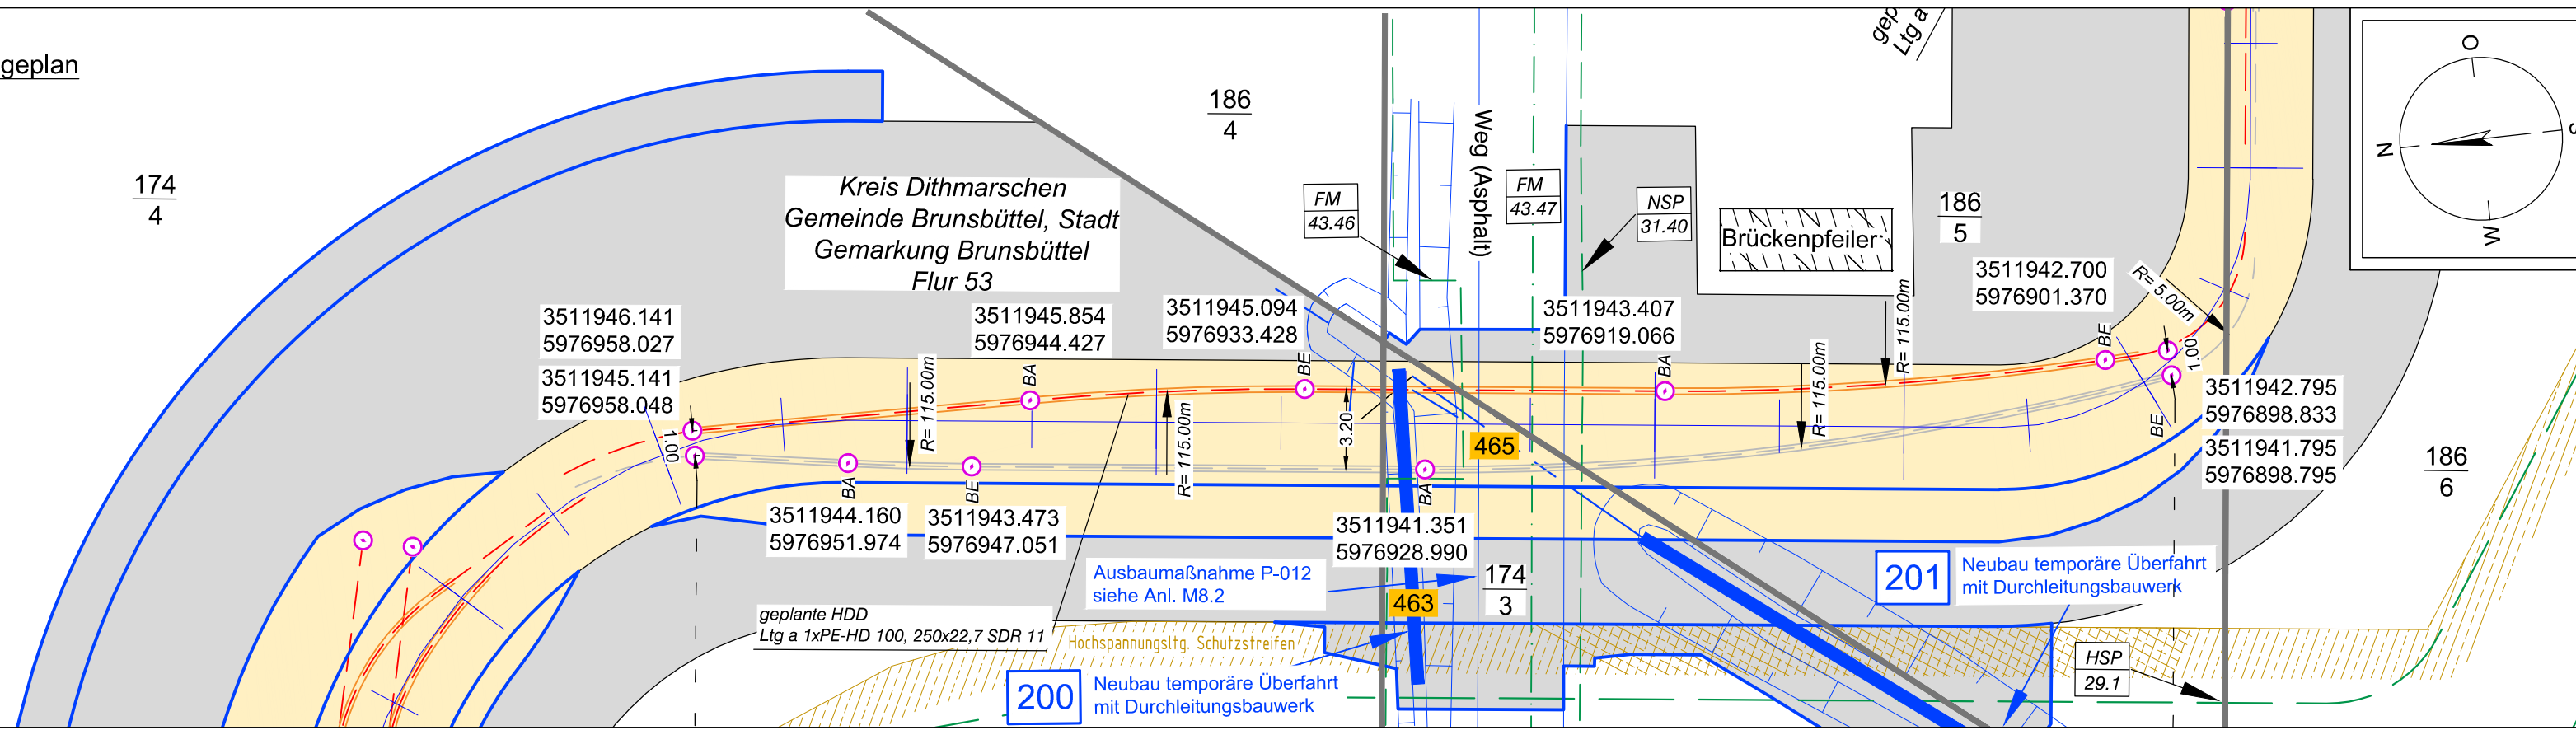 geplan
174
4
186
4
Kreis Dithmarschen
Gemeinde Brunsbüttel, Stadt
Gemarkung Brunsbüttel
Flur 53
FM
43.46
Weg (Asphalt)
FM
43.47
NSP
31.40
Brückenpfeiler
186
5
gep
Ltg a
O
N
S
W
3511946.141
5976958.027
3511945.141
5976958.048
3511945.854
5976944.427
3511945.094
5976933.428
3511943.407
5976919.066
3511942.700
5976901.370
R= 5.00m
R= 115.00m
R= 115.00m
R= 115.00m
R= 115.00m
BA
BE
BA
BE
1.00
1.00
3.20
BA
BE
BA
BE
465
3511942.795
5976898.833
3511941.795
5976898.795
186
6
3511944.160
5976951.974
3511943.473
5976947.051
3511941.351
5976928.990
Ausbaumaßnahme P-012
siehe Anl. M8.2
174
3
463
201
Neubau temporäre Überfahrt
mit Durchleitungsbauwerk
geplante HDD
Ltg a 1xPE-HD 100, 250x22,7 SDR 11
Hochspannungsltg. Schutzstreifen
200
Neubau temporäre Überfahrt
mit Durchleitungsbauwerk
HSP
29.1